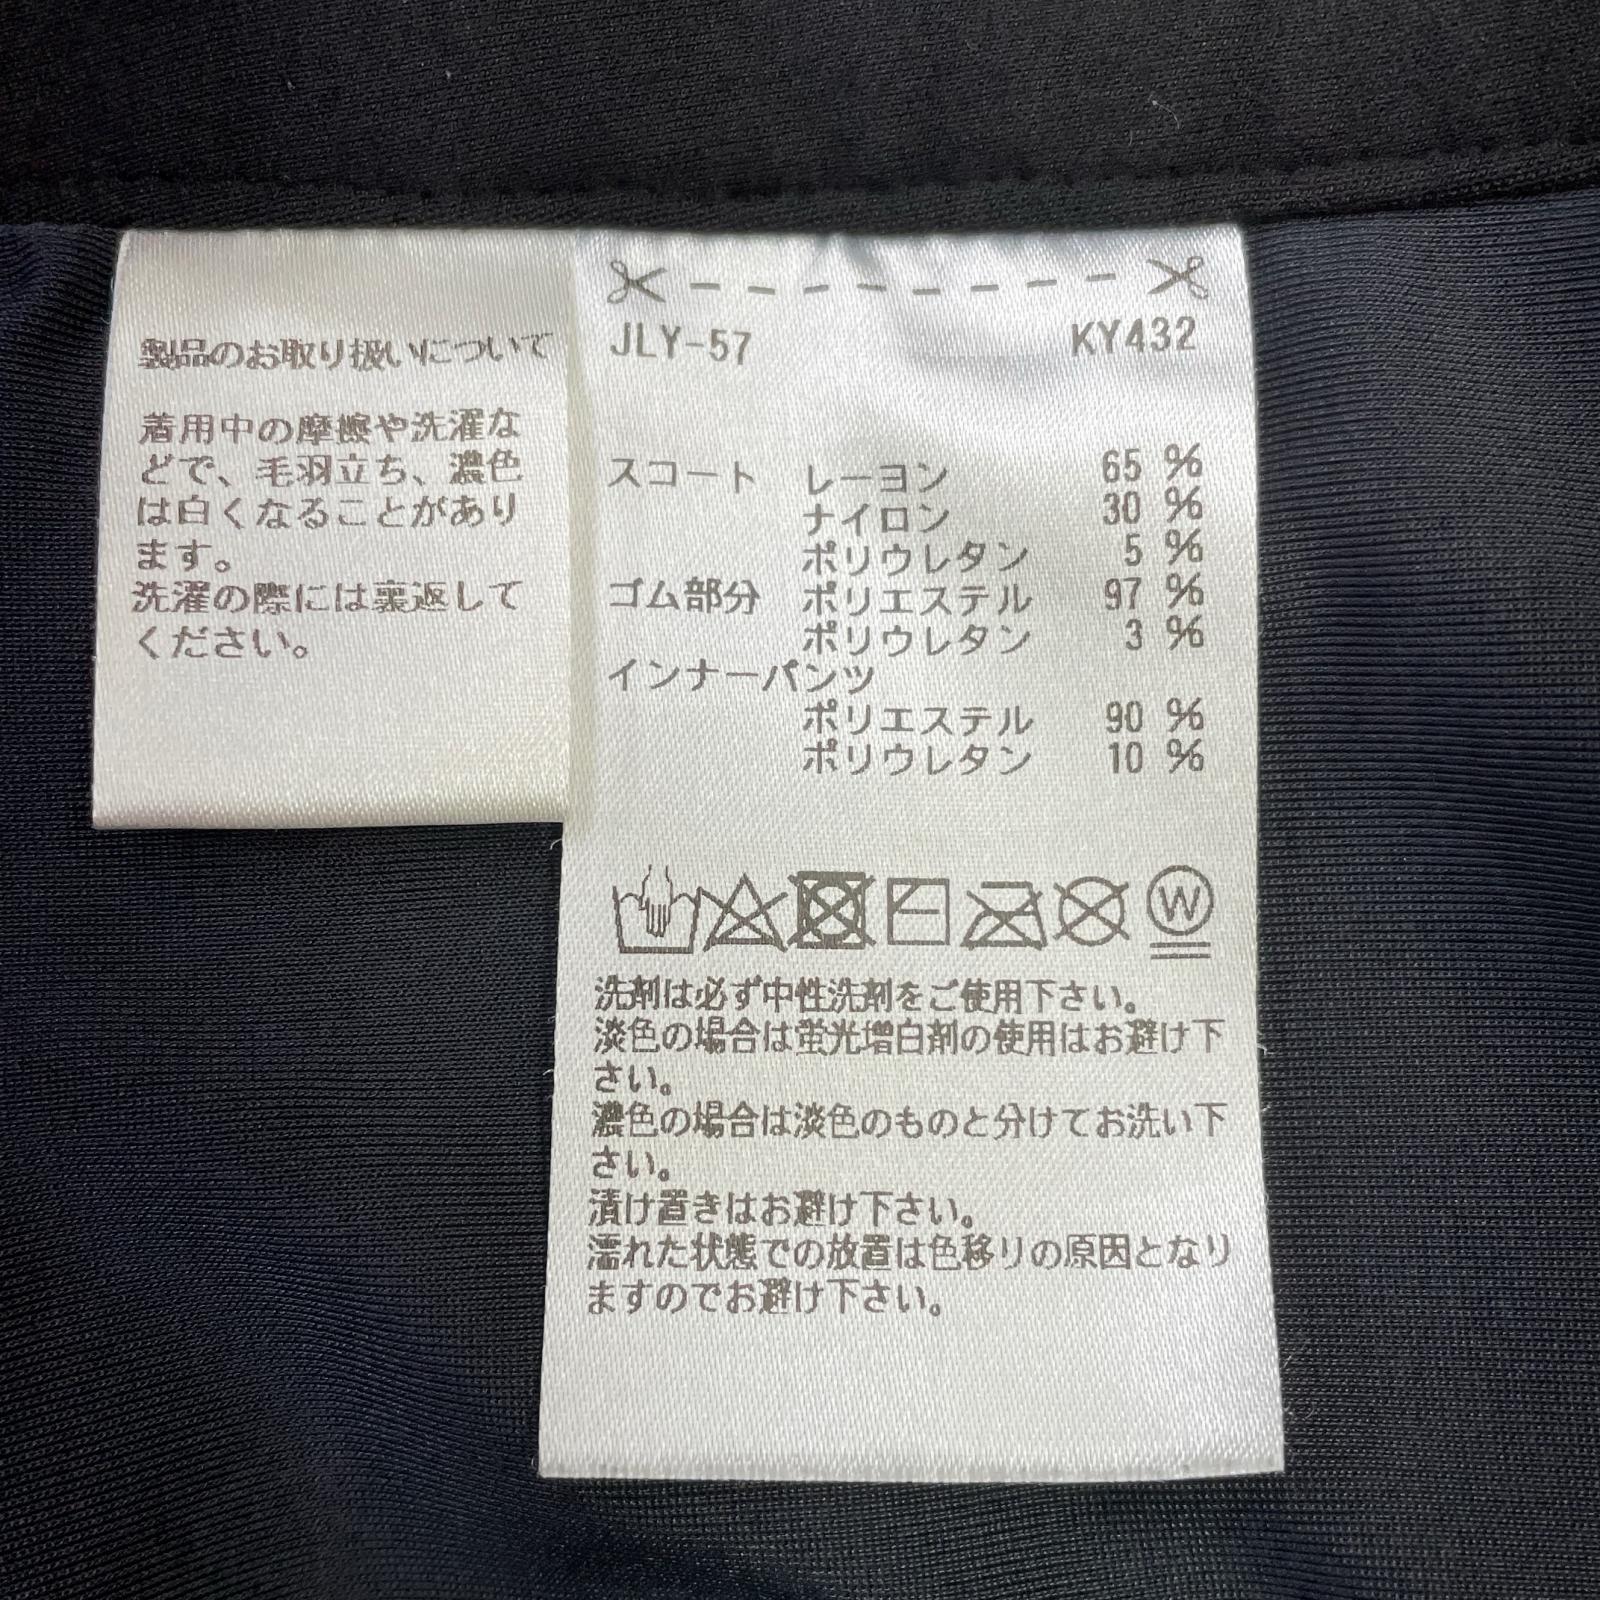 製品のお取り扱いについて
着用中の摩擦や洗濯な
どで、毛羽立ち、濃色
は白くなることがあり
ます。
洗濯の際には裏返して
ください。
JLY-57 KY432
スコート レーヨン 65 %
ナイロン 30 %
ポリウレタン 5 %
ゴム部分 ポリエステル 97 %
ポリウレタン 3 %
インナーパンツ
ポリエステル 90 %
ポリウレタン 10 %
W
洗剤は必ず中性洗剤をご使用下さい。
淡色の場合は蛍光増白剤の使用はお避け下
さい。
濃色の場合は淡色のものと分けてお洗い下
さい。
漬け置きはお避け下さい。
濡れた状態での放置は色移りの原因となり
ますのでお避け下さい。